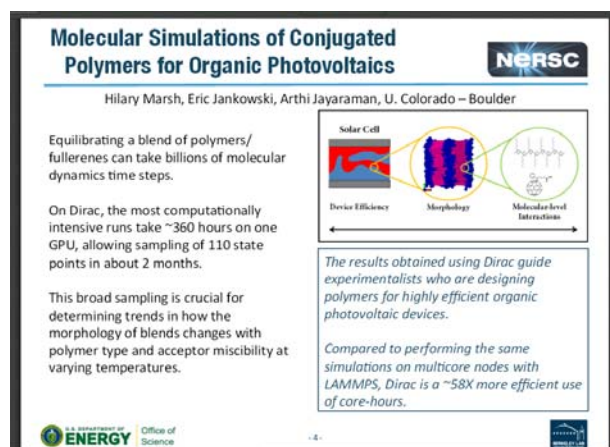 Molecular Simulations of Conjugated
Polymers for Organic Photovoltaics
NERSC
Hilary Marsh, Eric Jankowski, Arthi Jayaraman, U. Colorado – Boulder
Equilibrating a blend of polymers/
fullerenes can take billions of molecular
dynamics time steps.
On Dirac, the most computationally
intensive runs take ~360 hours on one
GPU, allowing sampling of 110 state
points in about 2 months.
This broad sampling is crucial for
determining trends in how the
morphology of blends changes with
polymer type and acceptor miscibility at
varying temperatures.
Solar Cell
Device Efficiency
Morphology
Molecular-level
Interactions
The results obtained using Dirac guide
experimentalists who are designing
polymers for highly efficient organic
photovoltaic devices.
Compared to performing the same
simulations on multicore nodes with
LAMMPS, Dirac is a ~58X more efficient use
of core-hours.
U.S. DEPARTMENT OF
ENERGY
Office of
Science
- 4 -
BERKELEY LAB